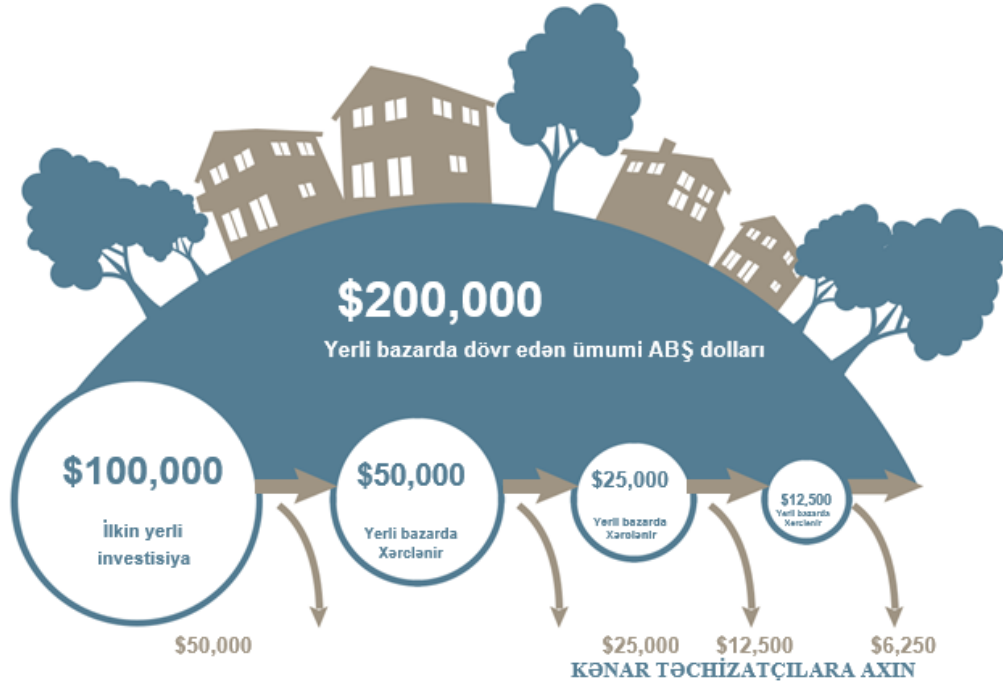 $200,000
Yerli bazarda dövr edən ümumi ABŞ dolları
$100,000
İlkin yerli
investisiya
$50,000
Yerli bazarda
Xərclənir
$25,000
Yerli bazarda
Xərclənir
$12,500
Yerli bazarda
Xərclənir
$50,000
$25,000
$12,500
$6,250
KƏNAR TƏCHİZATÇILARA AXIN